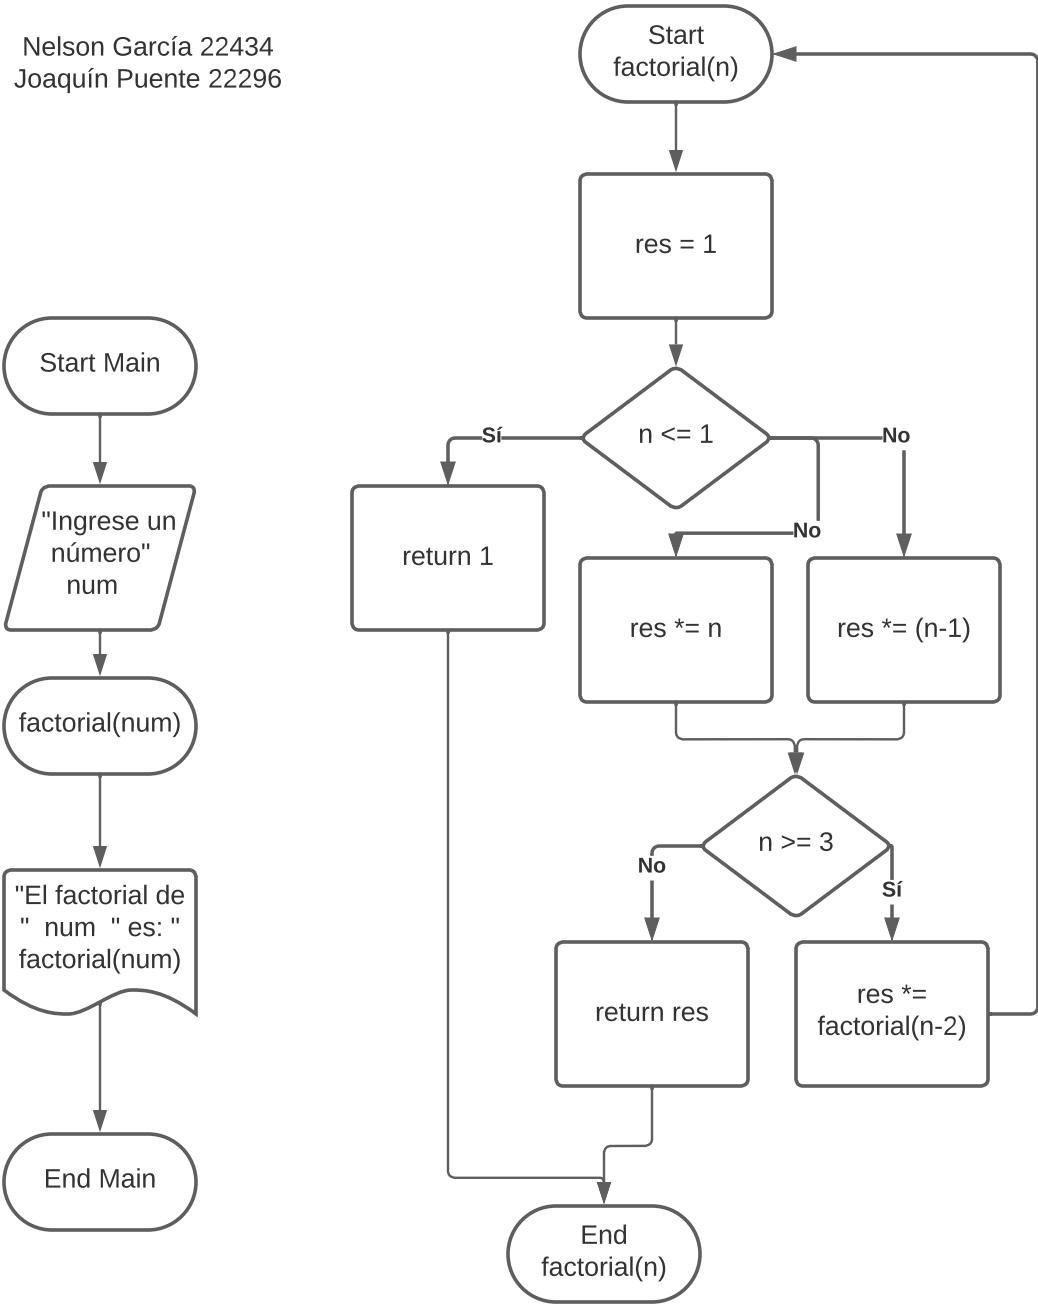 Nelson García 22434
Joaquín Puente 22296
Start Main
"Ingrese un
número"
num
factorial(num)
"El factorial de
" num " es: "
factorial(num)
End Main
Start
factorial(n)
res = 1
n <= 1
Sí
No
No
return 1
res *= n
res *= (n-1)
n >= 3
No
Sí
return res
res *=
factorial(n-2)
End
factorial(n)